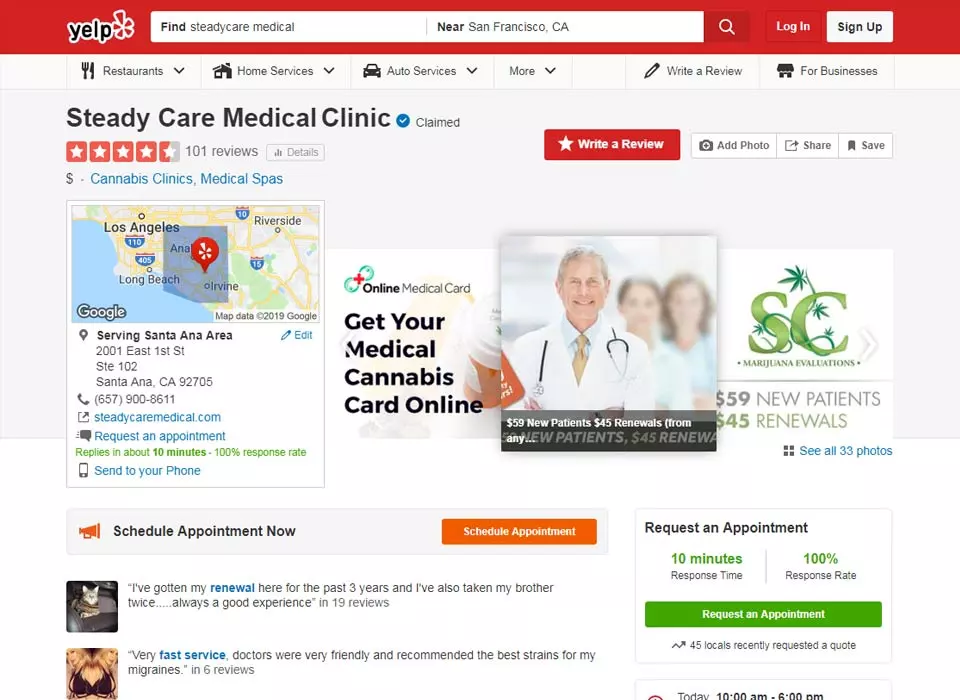 yelp
Find steadycare medical
Near San Francisco, CA
Log In
Sign Up
Restaurants
Home Services
Auto Services
More
Write a Review
For Businesses
Steady Care Medical Clinic
Claimed
101 reviews
Details
Write a Review
Add Photo
Share
Save
$ · Cannabis Clinics, Medical Spas
10
Riverside
Los Angeles
110
Ana
405
15
Long Beach
Irvine
Google
Map data ©2019 Google
Online Medical Card
Get Your
Medical
Cannabis
Card Online
$59 New Patients $45 Renewals (from
any...
NEW PATIENTS, $45 RENEWA
SC
• MARIJUANA EVALUATIONS •
$59 NEW PATIENTS
$45 RENEWALS
Serving Santa Ana Area
Edit
2001 East 1st St
Ste 102
Santa Ana, CA 92705
(657) 900-8611
steadycaremedical.com
Request an appointment
Replies in about 10 minutes - 100% response rate
Send to your Phone
See all 33 photos
Schedule Appointment Now
Schedule Appointment
“I've gotten my renewal here for the past 3 years and I've also taken my brother
twice.....always a good experience” in 19 reviews
“Very fast service, doctors were very friendly and recommended the best strains for my
migraines.” in 6 reviews
Request an Appointment
10 minutes
100%
Response Time
Response Rate
Request an Appointment
45 locals recently requested a quote
Today 10:00 am - 6:00 pm